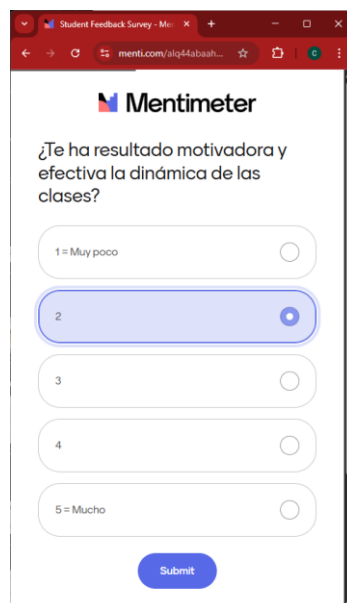 Student Feedback Survey - Me
menti.com/alq44abaah...
C
Mentimeter
¿Te ha resultado motivadora y
efectiva la dinámica de las
clases?
1 = Muy poco
2
3
4
5 = Mucho
Submit